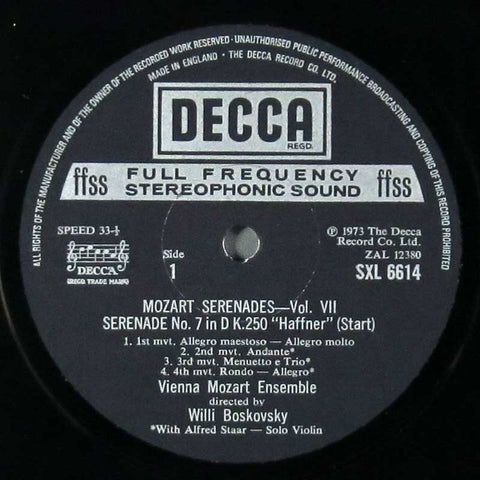 ALL RIGHTS OF THE MANUFACTURER AND OF THE OWNER OF THE RECORDED WORK RESERVED · UNAUTHORISED PUBLIC PERFORMANCE BROADCASTING AND COPYING OF THIS RECORD PROHIBITED
MADE IN ENGLAND · THE DECCA RECORD CO. LTD.
DECCA
REGD.
ffss FULL FREQUENCY STEREOPHONIC SOUND ffss
SPEED 33⅓
DECCA
(REGD. TRADE MARK)
Side
1
Ⓟ 1973 The Decca
Record Co. Ltd.
ZAL 12380
SXL 6614
MOZART SERENADES—Vol. VII
SERENADE No. 7 in D K.250 "Haffner" (Start)
1. 1st mvt. Allegro maestoso — Allegro molto
2. 2nd mvt. Andante*
3. 3rd mvt. Menuetto e Trio*
4. 4th mvt. Rondo — Allegro*
Vienna Mozart Ensemble
directed by
Willi Boskovsky
*With Alfred Staar — Solo Violin